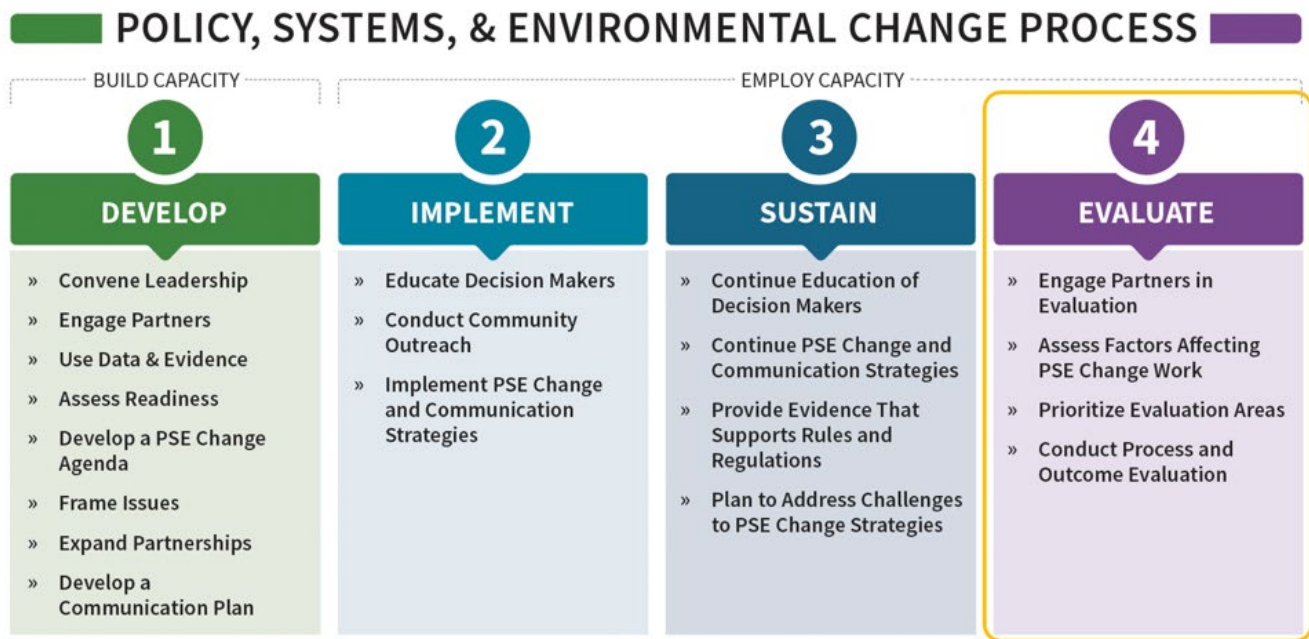 POLICY, SYSTEMS, & ENVIRONMENTAL CHANGE PROCESS
BUILD CAPACITY
EMPLOY CAPACITY
1
DEVELOP
» Convene Leadership
» Engage Partners
» Use Data & Evidence
» Assess Readiness
» Develop a PSE Change
Agenda
» Frame Issues
» Expand Partnerships
» Develop a
Communication Plan
2
IMPLEMENT
» Educate Decision Makers
» Conduct Community
Outreach
» Implement PSE Change
and Communication
Strategies
3
SUSTAIN
» Continue Education of
Decision Makers
» Continue PSE Change and
Communication Strategies
» Provide Evidence That
Supports Rules and
Regulations
» Plan to Address Challenges
to PSE Change Strategies
4
EVALUATE
» Engage Partners in
Evaluation
» Assess Factors Affecting
PSE Change Work
» Prioritize Evaluation Areas
» Conduct Process and
Outcome Evaluation